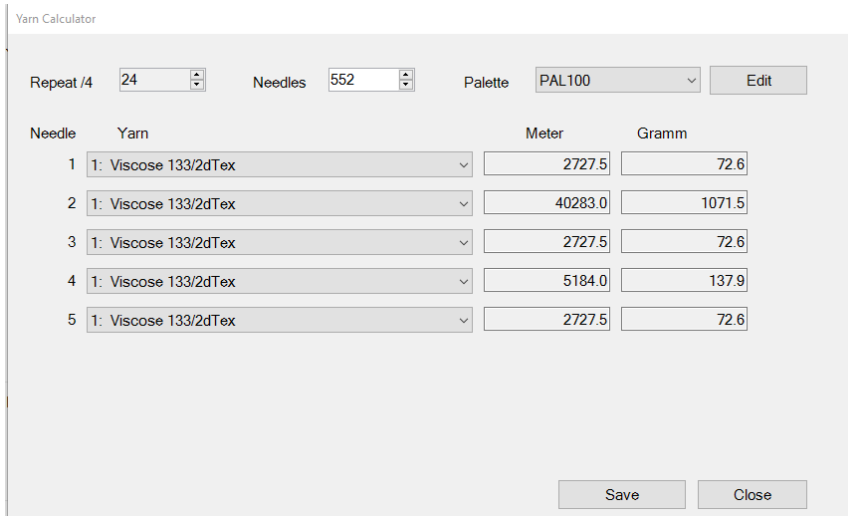 Yarn Calculator
Repeat /4 24 Needles 552 Palette PAL100 Edit
Needle Yarn Meter Gramm
1 1: Viscose 133/2dTex 2727.5 72.6
2 1: Viscose 133/2dTex 40283.0 1071.5
3 1: Viscose 133/2dTex 2727.5 72.6
4 1: Viscose 133/2dTex 5184.0 137.9
5 1: Viscose 133/2dTex 2727.5 72.6
Save Close